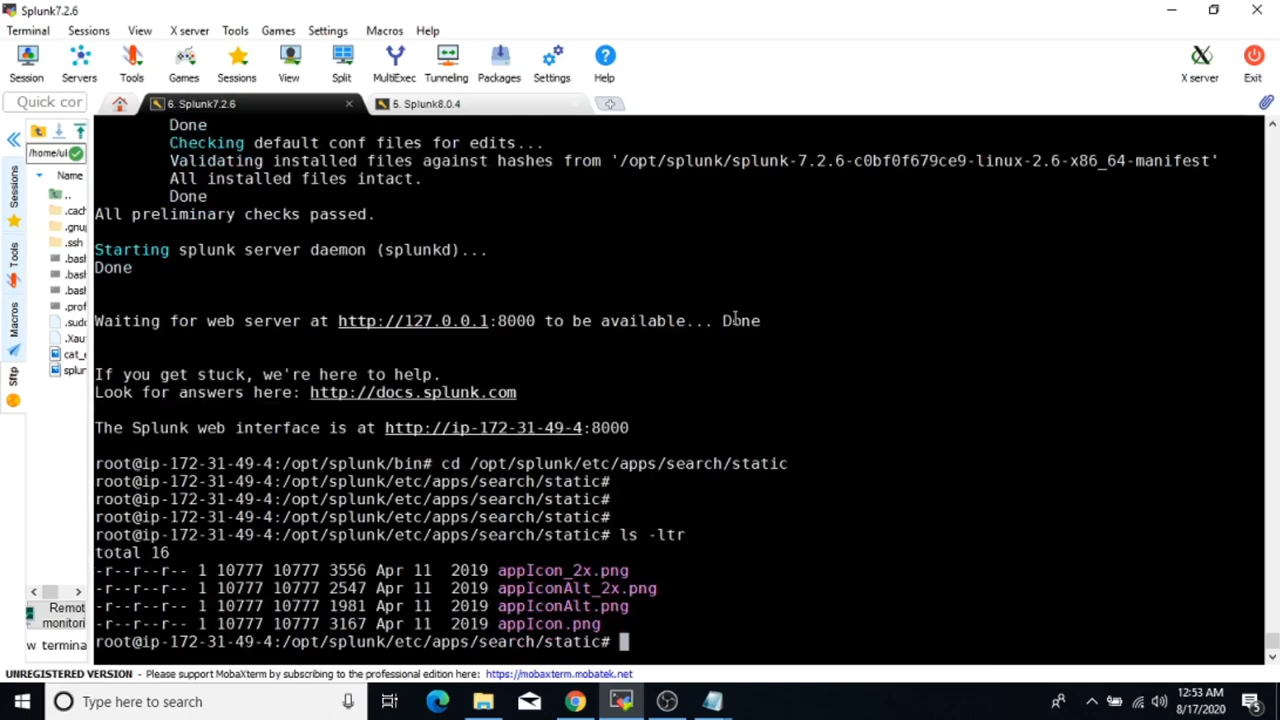 Splunk7.2.6
Terminal Sessions View X server Tools Games Settings Macros Help
Session Servers Tools Games Sessions View Split MultiExec Tunneling Packages Settings Help X server Exit
Quick cor
6. Splunk7.2.6
5. Splunk8.0.4
/home/ul
Name
..
.cac
.gnu
.ssh
.bas
.bas
.bas
.prof
.sudo
.Xau
cat_e
splun
Sessions
Tools
Macros
Sftp
Remot
monitori
w termina
Done
Checking default conf files for edits...
Validating installed files against hashes from '/opt/splunk/splunk-7.2.6-c0bf0f679ce9-linux-2.6-x86_64-manifest'
All installed files intact.
Done
All preliminary checks passed.
Starting splunk server daemon (splunkd)...
Done
Waiting for web server at http://127.0.0.1:8000 to be available... Done
If you get stuck, we're here to help.
Look for answers here: http://docs.splunk.com
The Splunk web interface is at http://ip-172-31-49-4:8000
root@ip-172-31-49-4:/opt/splunk/bin# cd /opt/splunk/etc/apps/search/static
root@ip-172-31-49-4:/opt/splunk/etc/apps/search/static#
root@ip-172-31-49-4:/opt/splunk/etc/apps/search/static#
root@ip-172-31-49-4:/opt/splunk/etc/apps/search/static#
root@ip-172-31-49-4:/opt/splunk/etc/apps/search/static# ls -ltr
total 16
-r--r--r-- 1 10777 10777 3556 Apr 11 2019 appIcon_2x.png
-r--r--r-- 1 10777 10777 2547 Apr 11 2019 appIconAlt_2x.png
-r--r--r-- 1 10777 10777 1981 Apr 11 2019 appIconAlt.png
-r--r--r-- 1 10777 10777 3167 Apr 11 2019 appIcon.png
root@ip-172-31-49-4:/opt/splunk/etc/apps/search/static#
UNREGISTERED VERSION - Please support MobaXterm by subscribing to the professional edition here: https://mobaxterm.mobatek.net
Type here to search
12:53 AM
8/17/2020
5